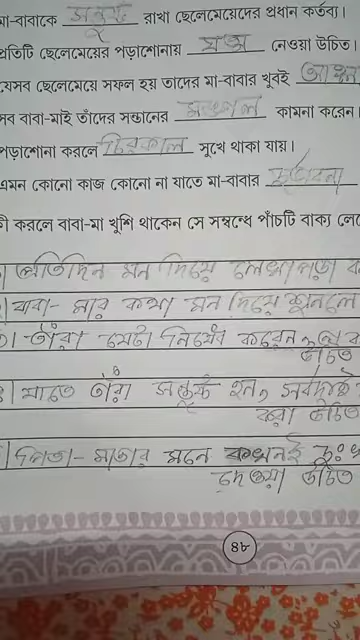 মা-বাবাকে সন্তুষ্ট রাখা ছেলেমেয়েদের প্রধান কর্তব্য।
প্রতিটি ছেলেমেয়ের পড়াশোনায় যত্ন নেওয়া উচিত।
যেসব ছেলেমেয়ে সফল হয় তাদের মা-বাবার খুবই
সব বাবা-মাই তাঁদের সন্তানের মঙ্গল কামনা করেন।
পড়াশোনা করলে চিরকাল সুখে থাকা যায়।
এমন কোনো কাজ কোনো না যাতে মা-বাবার
কী করলে বাবা-মা খুশি থাকেন সে সম্বন্ধে পাঁচটি বাক্য
প্রতিদিন মন দিয়ে লেখাপড়া
বাবা-মার কথা মন দিয়ে শুনলে
তাঁরা যেটা নিষেধ করেন
উচিত
যাতে তাঁরা সন্তুষ্ট হন, সর্বদাই
করা উচিত
পিতা-মাতার মনে কখনই
দেওয়া উচিত
৪৮